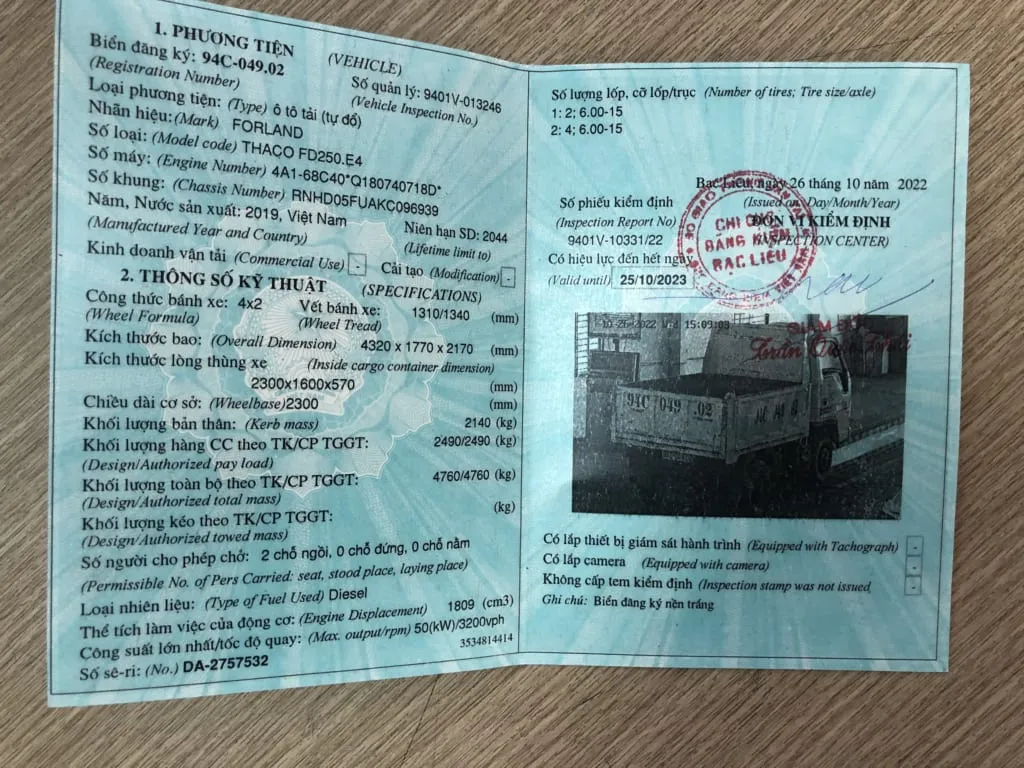 1. PHƯƠNG TIỆN (VEHICLE)
Biển đăng ký: 94C-049.02 Số quản lý: 9401V-013246
(Registration Number) (Vehicle Inspection No.)
Loại phương tiện: (Type) ô tô tải (tự đổ)
Nhãn hiệu: (Mark) FORLAND
Số loại: (Model code) THACO FD250.E4
Số máy: (Engine Number) 4A1-68C40*Q180740718D*
Số khung: (Chassis Number) RNHD05FUAKC096939
Năm, Nước sản xuất: 2019, Việt Nam Niên hạn SD: 2044
(Manufactured Year and Country) (Lifetime limit to)
Kinh doanh vận tải (Commercial Use) - Cải tạo (Modification) -
2. THÔNG SỐ KỸ THUẬT (SPECIFICATIONS)
Công thức bánh xe: 4x2 Vết bánh xe: 1310/1340 (mm)
(Wheel Formula) (Wheel Tread)
Kích thước bao: (Overall Dimension) 4320 x 1770 x 2170 (mm)
Kích thước lòng thùng xe (Inside cargo container dimension)
2300x1600x570 (mm)
Chiều dài cơ sở: (Wheelbase) 2300 (mm)
Khối lượng bản thân: (Kerb mass) 2140 (kg)
Khối lượng hàng CC theo TK/CP TGGT: 2490/2490 (kg)
(Design/Authorized pay load)
Khối lượng toàn bộ theo TK/CP TGGT: 4760/4760 (kg)
(Design/Authorized total mass)
Khối lượng kéo theo TK/CP TGGT: (kg)
(Design/Authorized towed mass)
Số người cho phép chở: 2 chỗ ngồi, 0 chỗ đứng, 0 chỗ nằm
(Permissible No. of Pers Carried: seat, stood place, laying place)
Loại nhiên liệu: (Type of Fuel Used) Diesel
Thể tích làm việc của động cơ: (Engine Displacement) 1809 (cm3)
Công suất lớn nhất/tốc độ quay: (Max. output/rpm) 50(kW)/3200vph
3534814414
Số sê-ri: (No.) DA-2757532
Số lượng lốp, cỡ lốp/trục (Number of tires; Tire size/axle)
1: 2; 6.00-15
2: 4; 6.00-15
Bạc Liêu, ngày 26 tháng 10 năm 2022
Số phiếu kiểm định (Issued on: Day/Month/Year)
(Inspection Report No) ĐƠN VỊ KIỂM ĐỊNH
9401V-10331/22 (INSPECTION CENTER)
Có hiệu lực đến hết ngày
(Valid until) 25/10/2023
CHI CỤC
ĐĂNG KIỂM
BẠC LIÊU
GIÁM ĐỐC
Trần
10-26-2022 15:09:03
94C 049 .02
Có lắp thiết bị giám sát hành trình (Equipped with Tachograph) -
Có lắp camera (Equipped with camera) -
Không cấp tem kiểm định (Inspection stamp was not issued -
Ghi chú: Biển đăng ký nền trắng